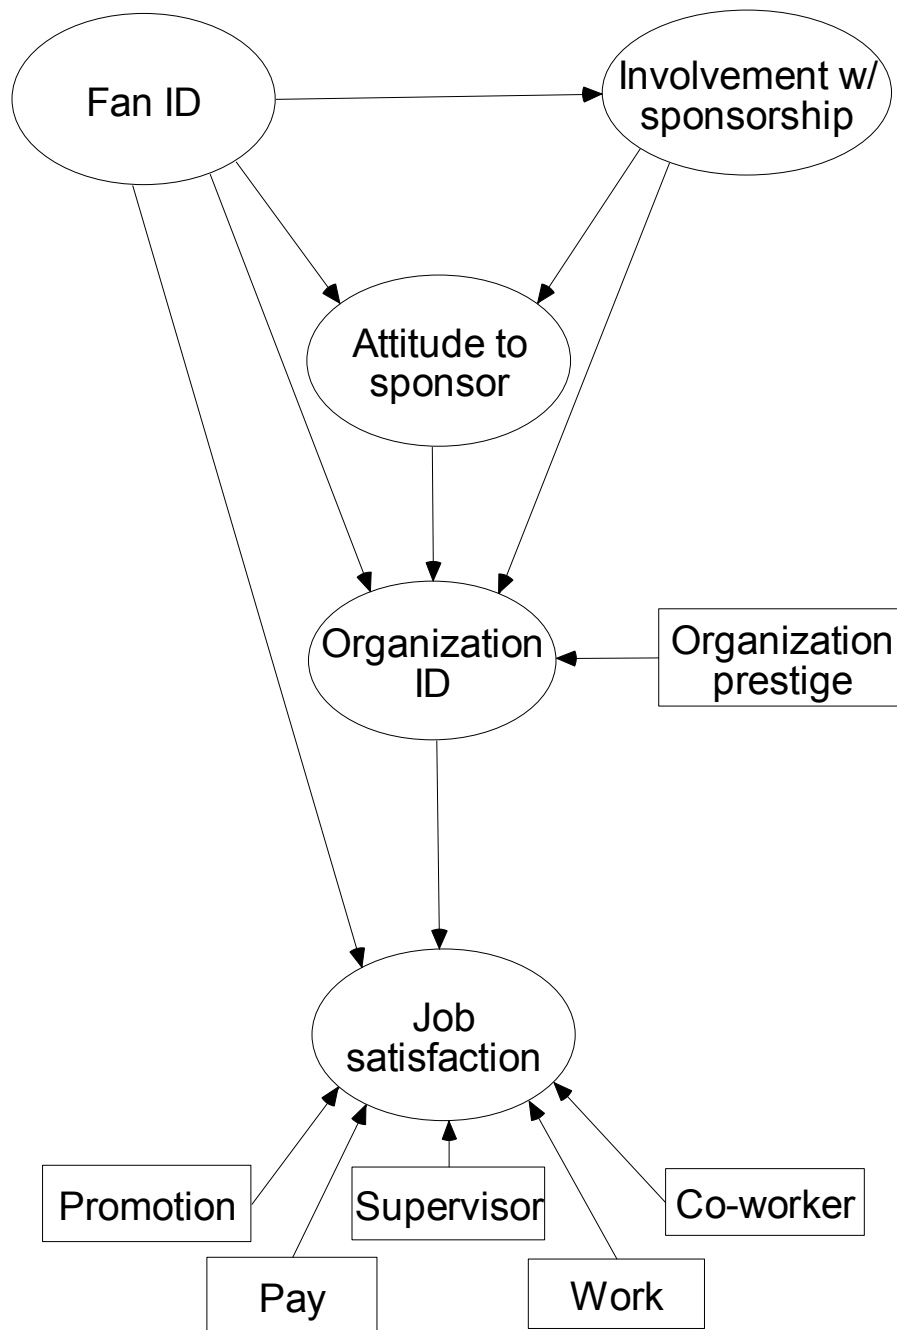 Fan ID
Involvement w/
sponsorship
Attitude to
sponsor
Organization
ID
Organization
prestige
Job
satisfaction
Promotion
Supervisor
Co-worker
Pay
Work